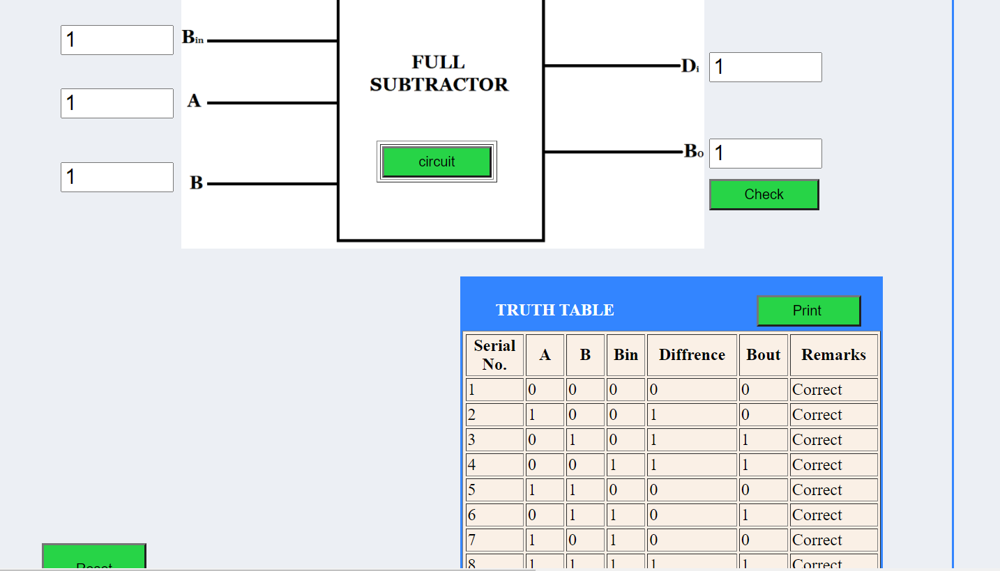 1
Bin
FULL
SUBTRACTOR
Di
1
1
A
circuit
Bo
1
1
B
Check
TRUTH TABLE
Print
Serial No. A B Bin Diffrence Bout Remarks
1 0 0 0 0 0 Correct
2 1 0 0 1 0 Correct
3 0 1 0 1 1 Correct
4 0 0 1 1 1 Correct
5 1 1 0 0 0 Correct
6 0 1 1 0 1 Correct
7 1 0 1 0 0 Correct
8 1 1 1 1 1 Correct
Reset